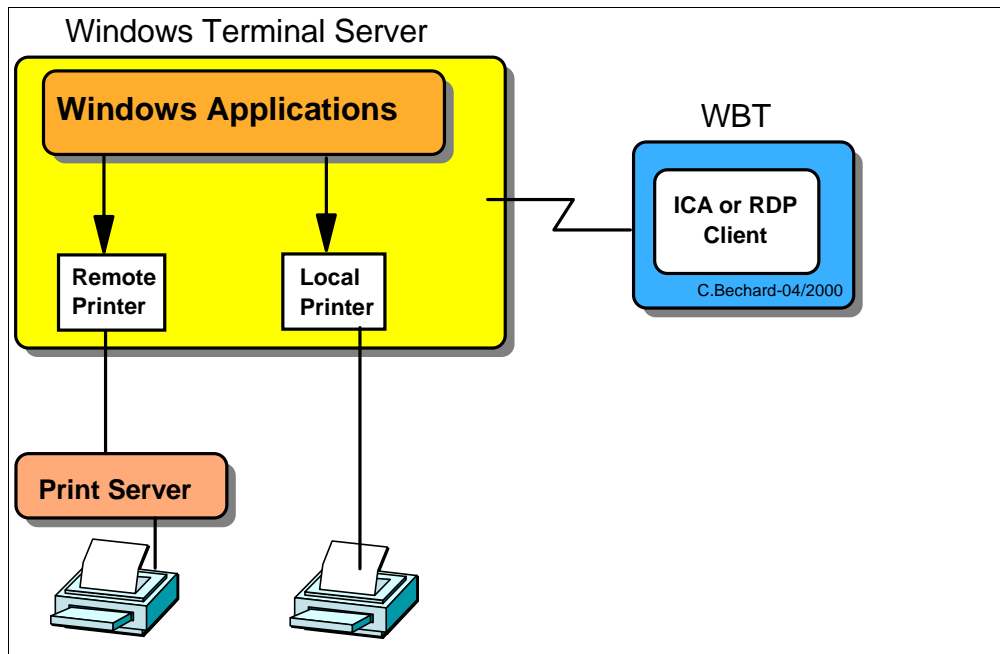 Windows Terminal Server
Windows Applications
WBT
ICA or RDP
Client
C.Bechard-04/2000
Remote
Printer
Local
Printer
Print Server